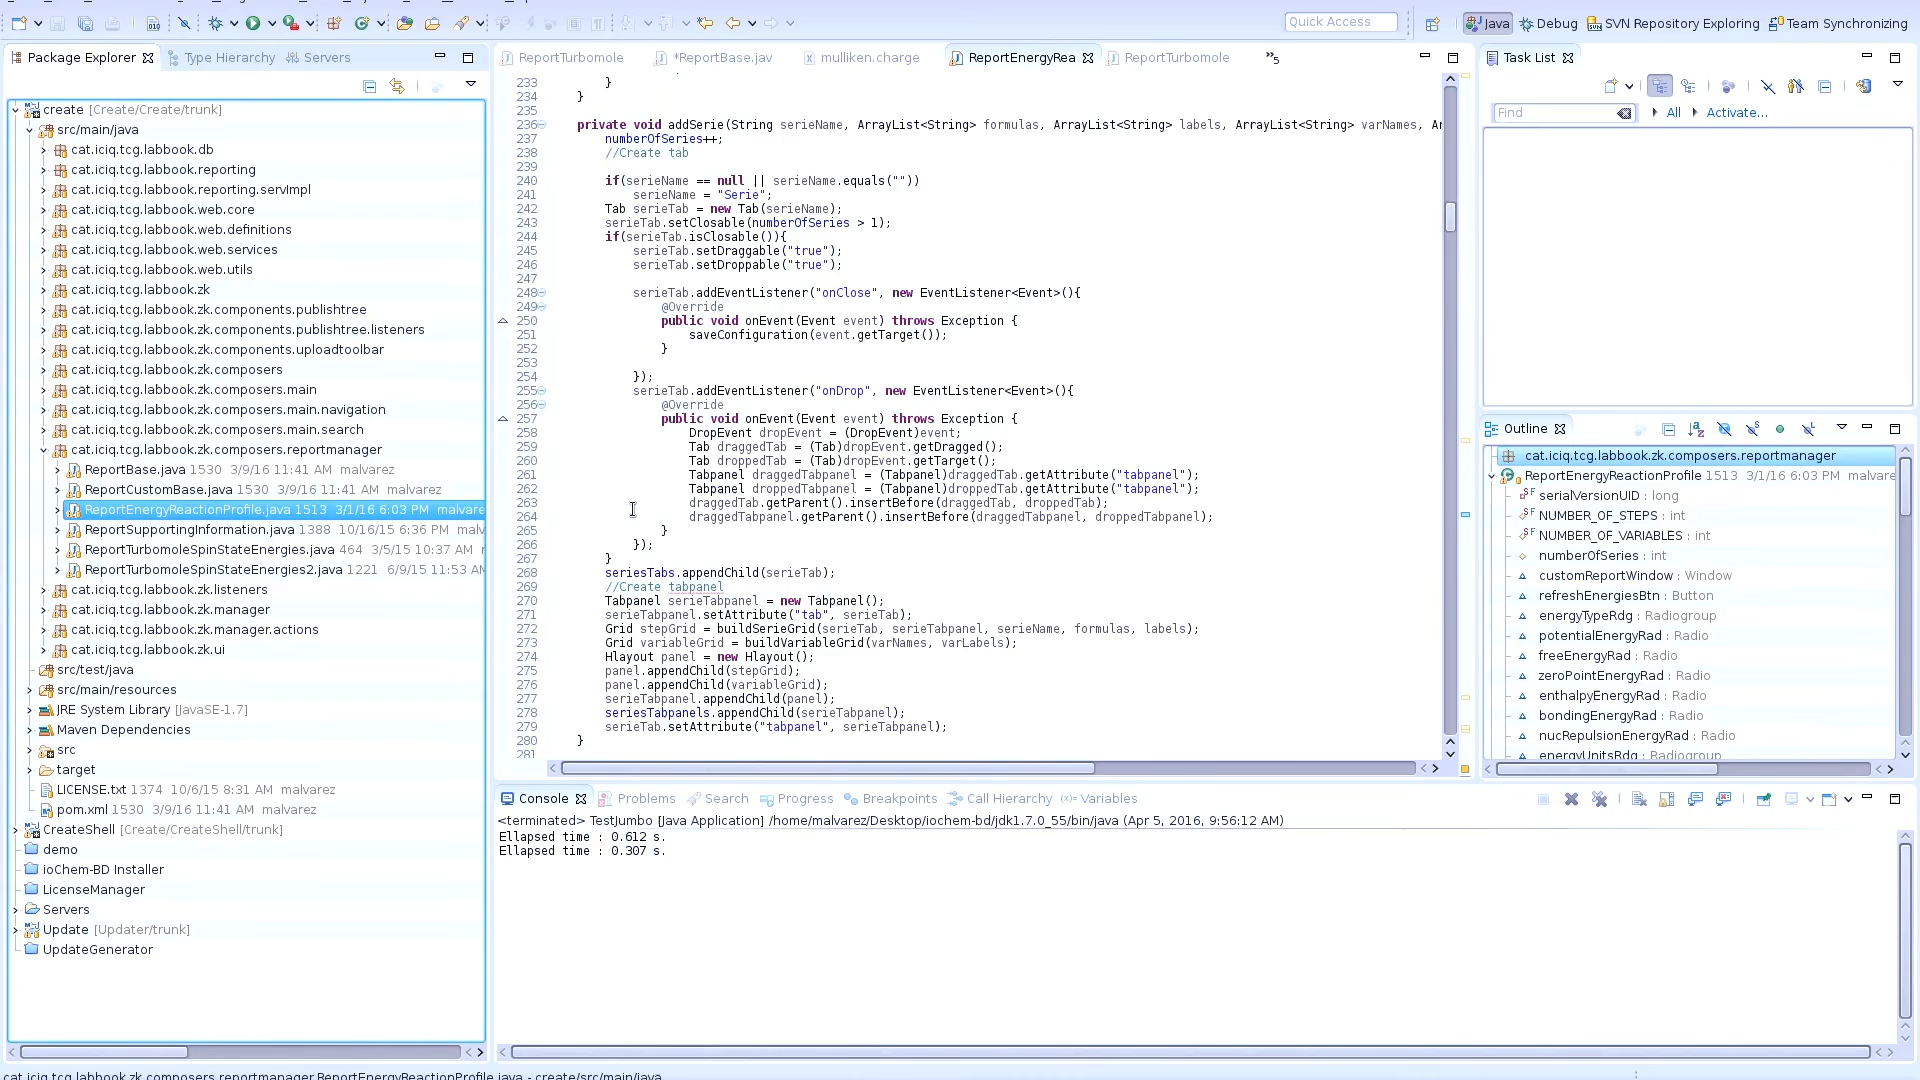 Quick Access
Java
Debug
SVN Repository Exploring
Team Synchronizing
Package Explorer
Type Hierarchy
Servers
create [Create/Create/trunk]
src/main/java
cat.iciq.tcg.labbook.db
cat.iciq.tcg.labbook.reporting
cat.iciq.tcg.labbook.reporting.servImpl
cat.iciq.tcg.labbook.web.core
cat.iciq.tcg.labbook.web.definitions
cat.iciq.tcg.labbook.web.services
cat.iciq.tcg.labbook.web.utils
cat.iciq.tcg.labbook.zk
cat.iciq.tcg.labbook.zk.components.publishtree
cat.iciq.tcg.labbook.zk.components.publishtree.listeners
cat.iciq.tcg.labbook.zk.components.uploadtoolbar
cat.iciq.tcg.labbook.zk.composers
cat.iciq.tcg.labbook.zk.composers.main
cat.iciq.tcg.labbook.zk.composers.main.navigation
cat.iciq.tcg.labbook.zk.composers.main.search
cat.iciq.tcg.labbook.zk.composers.reportmanager
ReportBase.java 1530 3/9/16 11:41 AM malvarez
ReportCustomBase.java 1530 3/9/16 11:41 AM malvarez
ReportEnergyReactionProfile.java 1513 3/1/16 6:03 PM malvare
ReportSupportingInformation.java 1388 10/16/15 6:36 PM malv
ReportTurbomoleSpinStateEnergies.java 464 3/5/15 10:37 AM r
ReportTurbomoleSpinStateEnergies2.java 1221 6/9/15 11:53 AM
cat.iciq.tcg.labbook.zk.listeners
cat.iciq.tcg.labbook.zk.manager
cat.iciq.tcg.labbook.zk.manager.actions
cat.iciq.tcg.labbook.zk.ui
src/test/java
src/main/resources
JRE System Library [JavaSE-1.7]
Maven Dependencies
src
target
LICENSE.txt 1374 10/6/15 8:31 AM malvarez
pom.xml 1530 3/9/16 11:41 AM malvarez
CreateShell [Create/CreateShell/trunk]
demo
ioChem-BD Installer
LicenseManager
Servers
Update [Updater/trunk]
UpdateGenerator
ReportTurbomole
*ReportBase.jav
mulliken.charge
ReportEnergyRea
ReportTurbomole
5
233 }
234 }
235
236 private void addSerie(String serieName, ArrayList<String> formulas, ArrayList<String> labels, ArrayList<String> varNames, Ar
237 numberOfSeries++;
238 //Create tab
239
240 if(serieName == null || serieName.equals(""))
241 serieName = "Serie";
242 Tab serieTab = new Tab(serieName);
243 serieTab.setClosable(numberOfSeries > 1);
244 if(serieTab.isClosable()){
245 serieTab.setDraggable("true");
246 serieTab.setDroppable("true");
247
248 serieTab.addEventListener("onClose", new EventListener<Event>(){
249 @Override
250 public void onEvent(Event event) throws Exception {
251 saveConfiguration(event.getTarget());
252 }
253
254 });
255 serieTab.addEventListener("onDrop", new EventListener<Event>(){
256 @Override
257 public void onEvent(Event event) throws Exception {
258 DropEvent dropEvent = (DropEvent)event;
259 Tab draggedTab = (Tab)dropEvent.getDragged();
260 Tab droppedTab = (Tab)dropEvent.getTarget();
261 Tabpanel draggedTabpanel = (Tabpanel)draggedTab.getAttribute("tabpanel");
262 Tabpanel droppedTabpanel = (Tabpanel)droppedTab.getAttribute("tabpanel");
263 draggedTab.getParent().insertBefore(draggedTab, droppedTab);
264 draggedTabpanel.getParent().insertBefore(draggedTabpanel, droppedTabpanel);
265 }
266 });
267 }
268 seriesTabs.appendChild(serieTab);
269 //Create tabpanel
270 Tabpanel serieTabpanel = new Tabpanel();
271 serieTabpanel.setAttribute("tab", serieTab);
272 Grid stepGrid = buildSerieGrid(serieTab, serieTabpanel, serieName, formulas, labels);
273 Grid variableGrid = buildVariableGrid(varNames, varLabels);
274 Hlayout panel = new Hlayout();
275 panel.appendChild(stepGrid);
276 panel.appendChild(variableGrid);
277 serieTabpanel.appendChild(panel);
278 seriesTabpanels.appendChild(serieTabpanel);
279 serieTab.setAttribute("tabpanel", serieTabpanel);
280 }
281
Console
Problems
Search
Progress
Breakpoints
Call Hierarchy
(x)= Variables
<terminated> TestJumbo [Java Application] /home/malvarez/Desktop/iochem-bd/jdk1.7.0_55/bin/java (Apr 5, 2016, 9:56:12 AM)
Ellapsed time : 0.612 s.
Ellapsed time : 0.307 s.
Task List
Find
All
Activate...
Outline
cat.iciq.tcg.labbook.zk.composers.reportmanager
ReportEnergyReactionProfile 1513 3/1/16 6:03 PM malvare
serialVersionUID : long
NUMBER_OF_STEPS : int
NUMBER_OF_VARIABLES : int
numberOfSeries : int
customReportWindow : Window
refreshEnergiesBtn : Button
energyTypeRdg : Radiogroup
potentialEnergyRad : Radio
freeEnergyRad : Radio
zeroPointEnergyRad : Radio
enthalpyEnergyRad : Radio
bondingEnergyRad : Radio
nucRepulsionEnergyRad : Radio
energyUnitsRdg : Radiogroup
cat.iciq.tcg.labbook.zk.composers.reportmanager.ReportEnergyReactionProfile.java - create/src/main/java